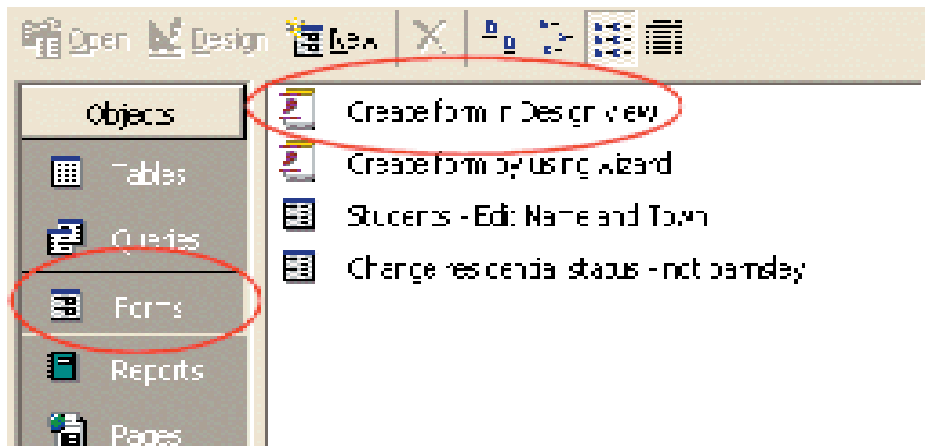 Open Design New
Objects
Tables
Queries
Forms
Reports
Pages
Create form in Design view
Create form by using wizard
Students - Edit Name and Town
Change residential status - not barnsley